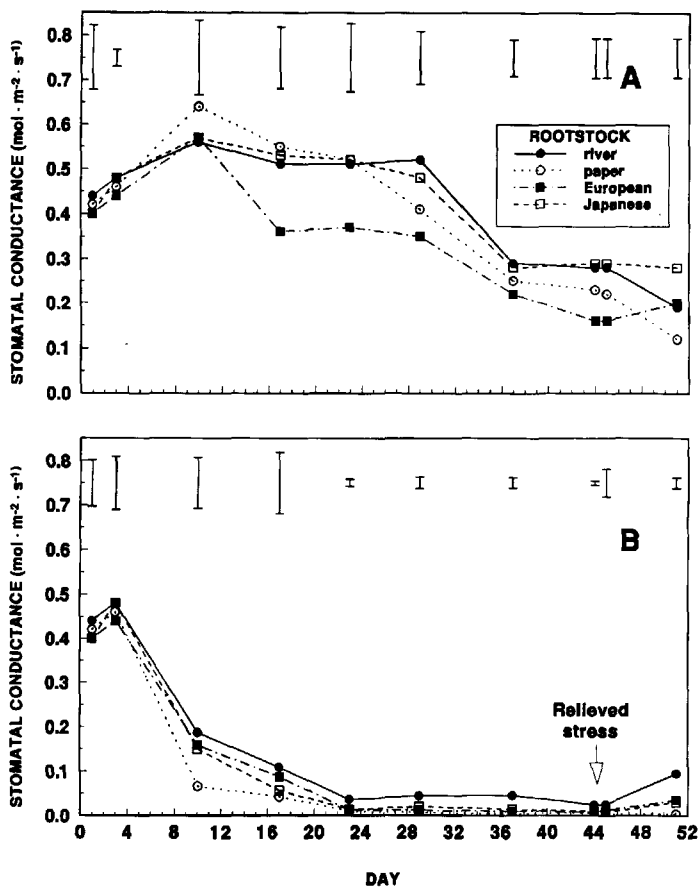 STOMATAL CONDUCTANCE (mol · m⁻² · s⁻¹)
0.8
0.7
0.6
0.5
0.4
0.3
0.2
0.1
0.0
A
ROOTSTOCK
river
paper
European
Japanese
STOMATAL CONDUCTANCE (mol · m⁻² · s⁻¹)
0.8
0.7
0.6
0.5
0.4
0.3
0.2
0.1
0.0
B
Relieved
stress
0 4 8 12 16 20 24 28 32 36 40 44 48 52
DAY